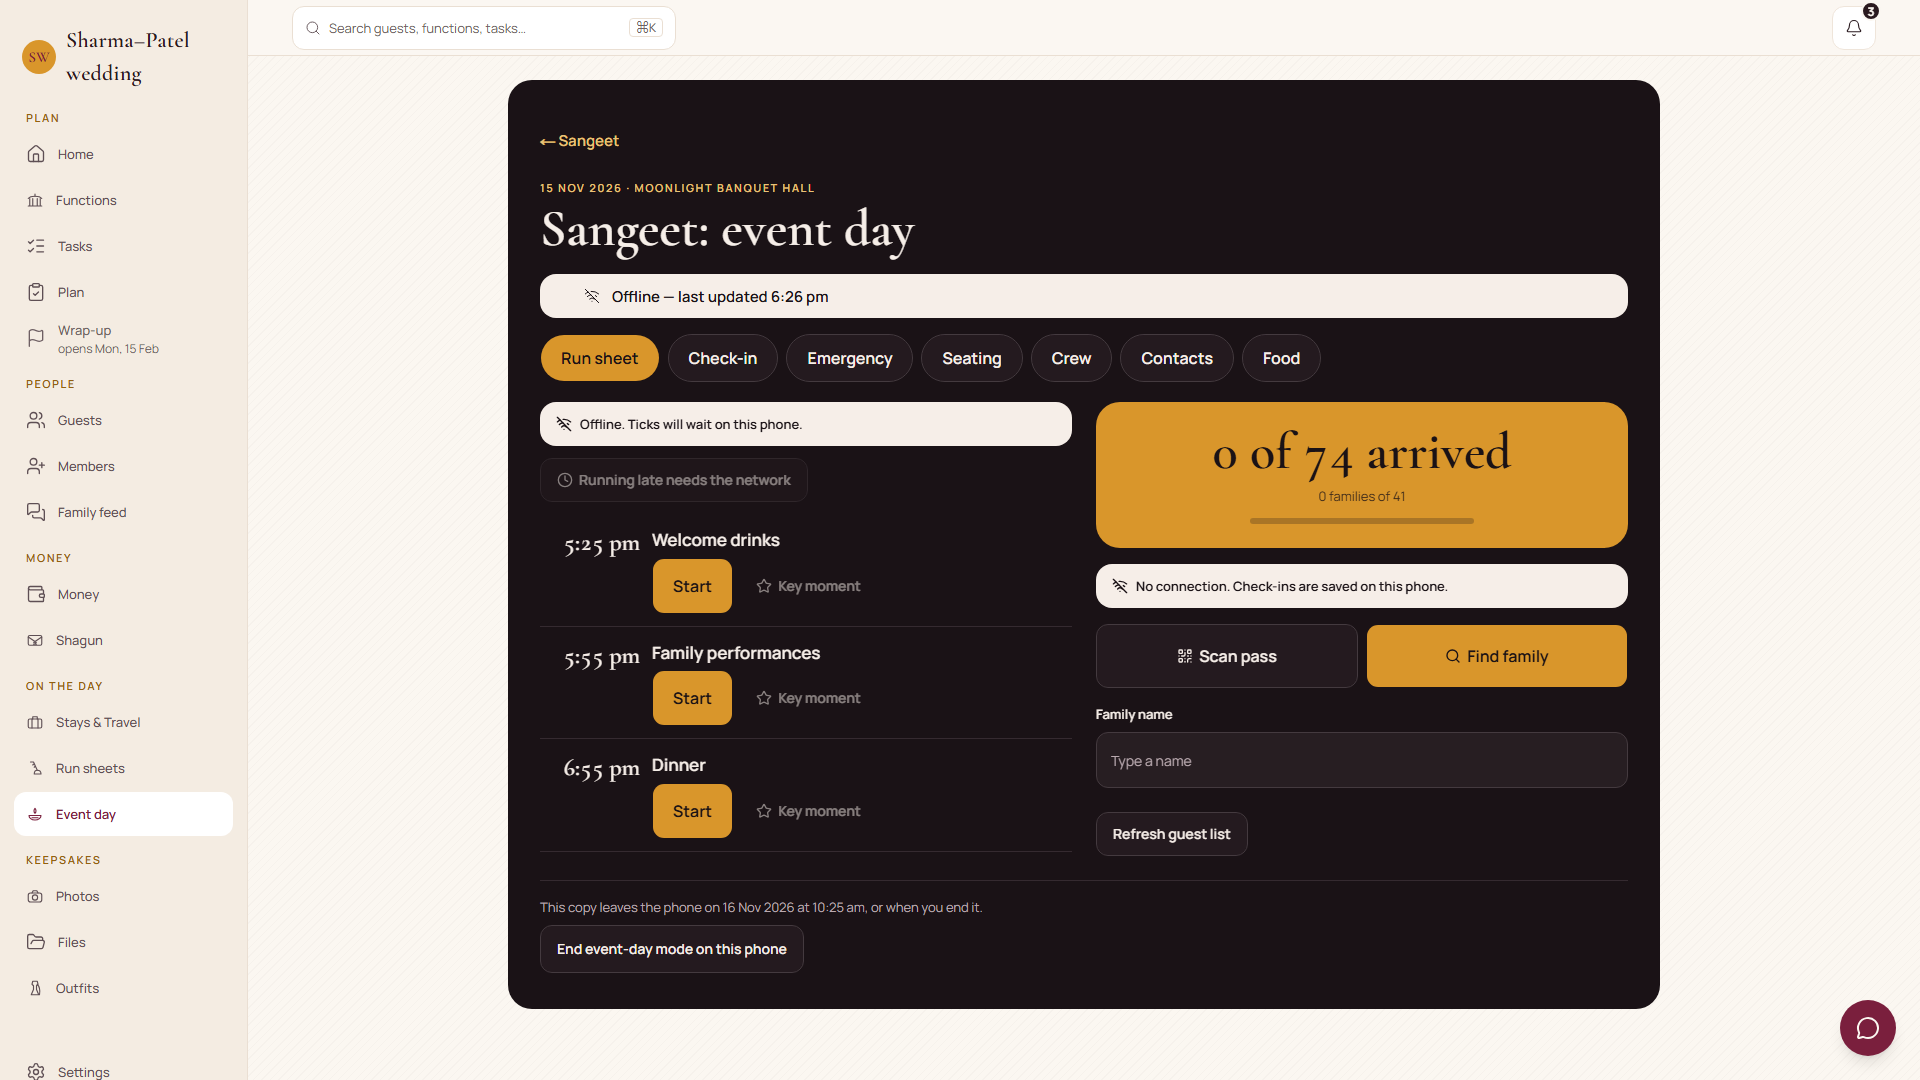 SW
Sharma–Patel
wedding
PLAN
Home
Functions
Tasks
Plan
Wrap-up
opens Mon, 15 Feb
PEOPLE
Guests
Members
Family feed
MONEY
Money
Shagun
ON THE DAY
Stays & Travel
Run sheets
Event day
KEEPSAKES
Photos
Files
Outfits
Settings
Search guests, functions, tasks...
⌘K
3
← Sangeet
15 NOV 2026 · MOONLIGHT BANQUET HALL
Sangeet: event day
Offline — last updated 6:26 pm
Run sheet
Check-in
Emergency
Seating
Crew
Contacts
Food
Offline. Ticks will wait on this phone.
Running late needs the network
5:25 pm
Welcome drinks
Start
Key moment
5:55 pm
Family performances
Start
Key moment
6:55 pm
Dinner
Start
Key moment
0 of 74 arrived
0 families of 41
No connection. Check-ins are saved on this phone.
Scan pass
Find family
Family name
Type a name
Refresh guest list
This copy leaves the phone on 16 Nov 2026 at 10:25 am, or when you end it.
End event-day mode on this phone